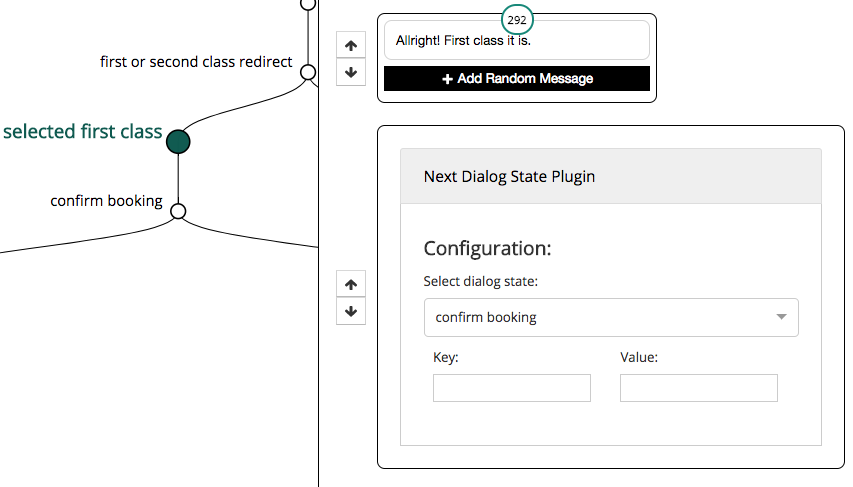 first or second class redirect
selected first class
confirm booking
292
Allright! First class it is.
+ Add Random Message
Next Dialog State Plugin
Configuration:
Select dialog state:
confirm booking
Key: Value: